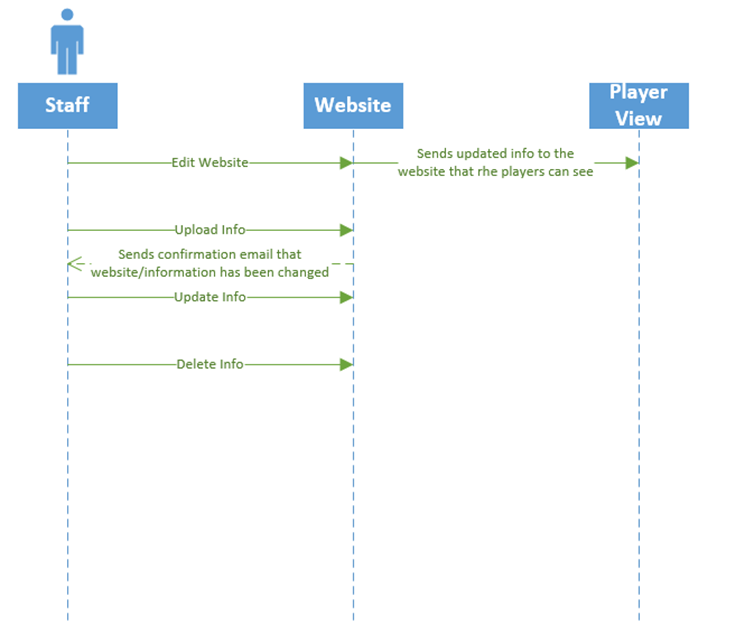 Staff
Website
Player
View
Edit Website
Sends updated info to the
website that rhe players can see
Upload Info
Sends confirmation email that
website/information has been changed
Update Info
Delete Info